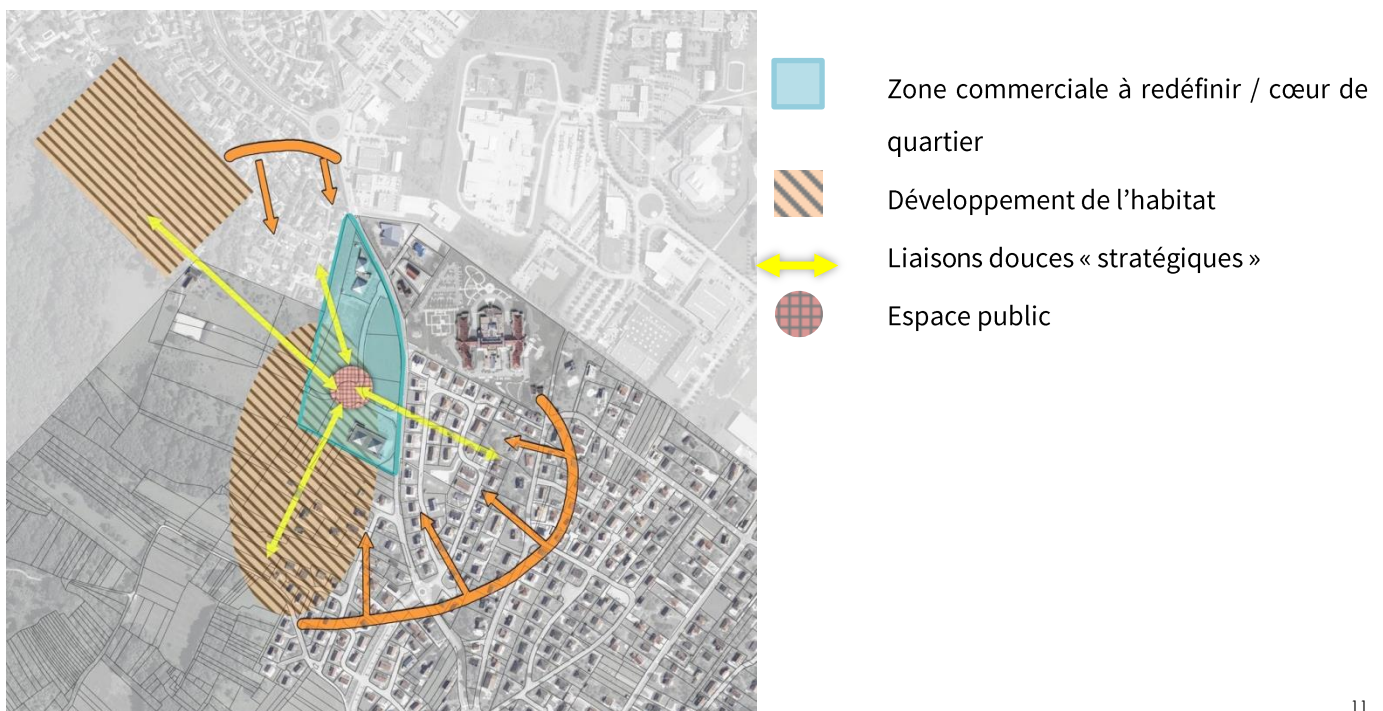 Zone commerciale à redéfinir / cœur de
quartier
Développement de l’habitat
Liaisons douces « stratégiques »
Espace public
11